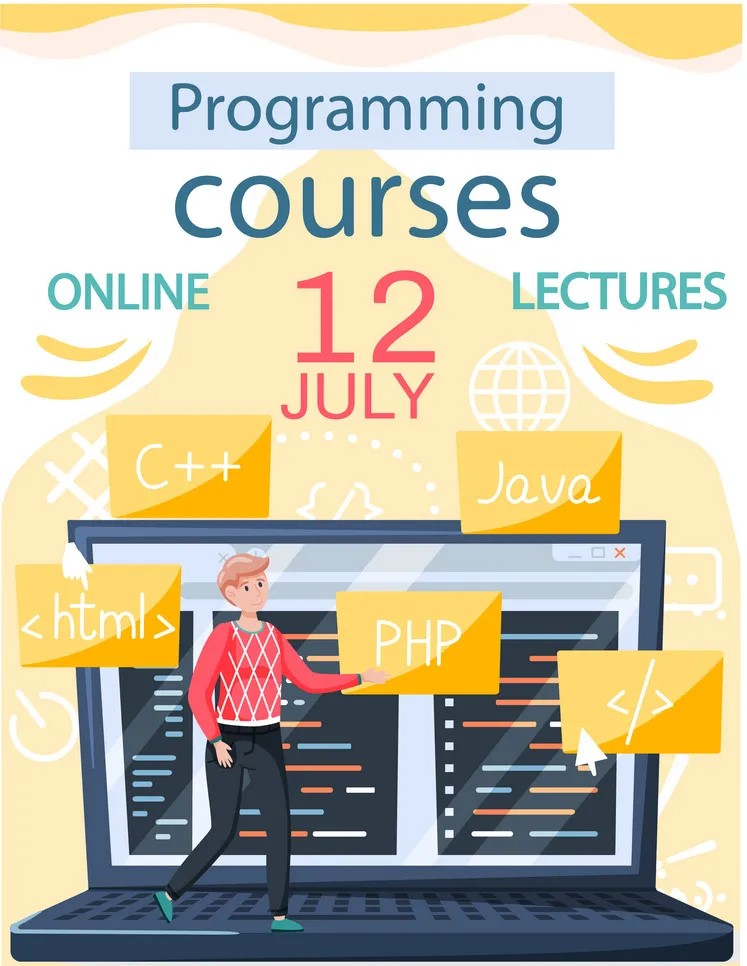 Programming
courses
ONLINE
12
LECTURES
JULY
C++
Java
<html>
PHP
</>